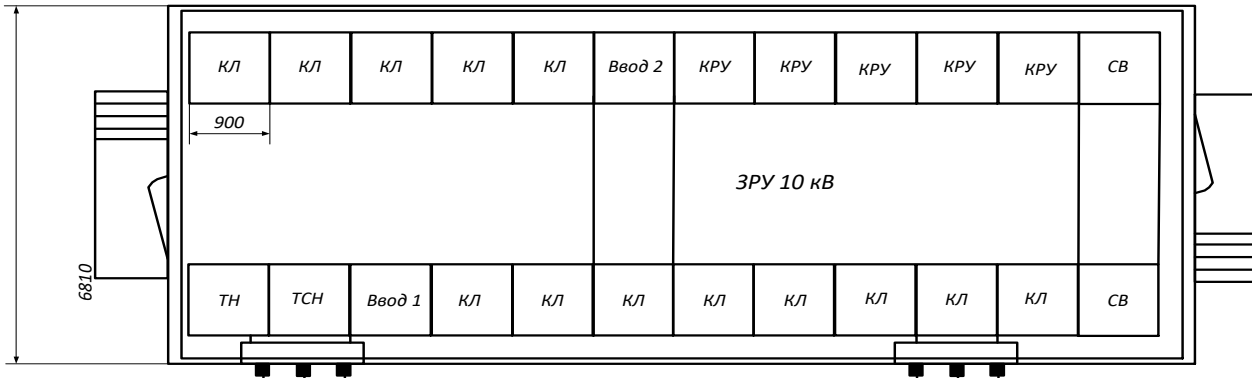 КЛ КЛ КЛ КЛ КЛ Ввод 2 КРУ КРУ КРУ КРУ КРУ СВ
900
ЗРУ 10 кВ
6810
ТН ТСН Ввод 1 КЛ КЛ КЛ КЛ КЛ КЛ КЛ КЛ СВ